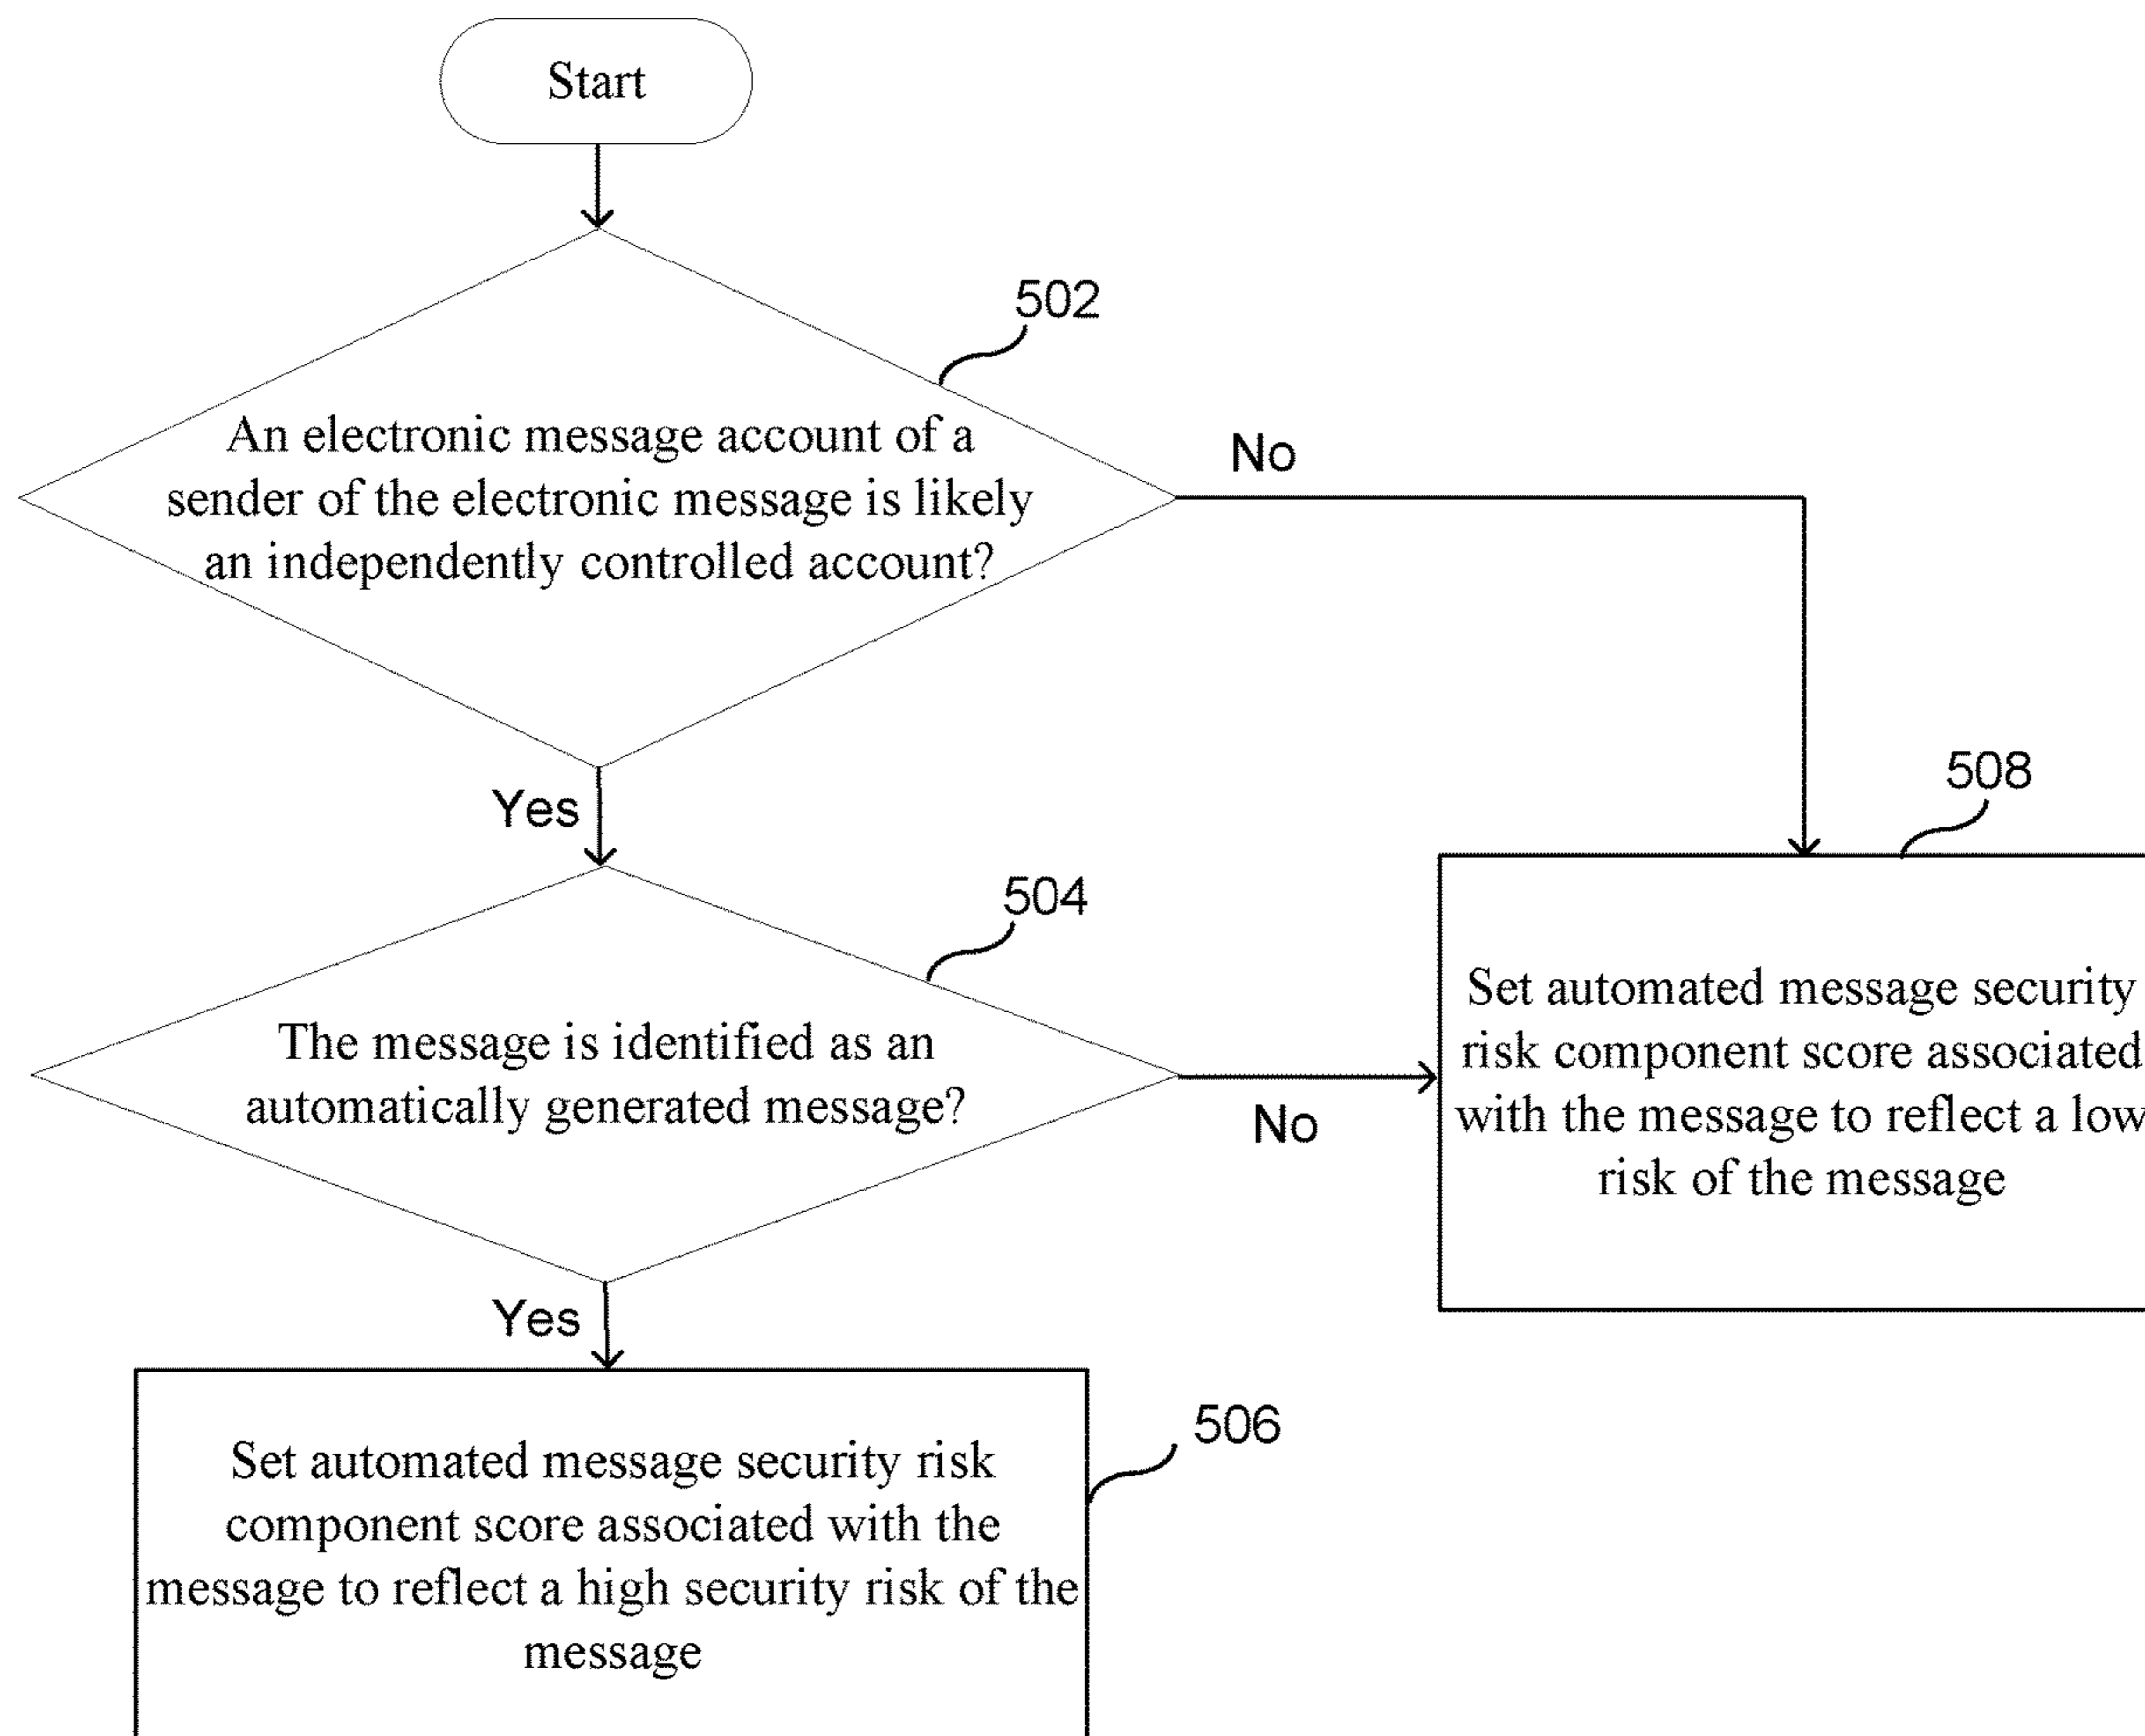 Start
502
An electronic message account of a
sender of the electronic message is likely
an independently controlled account?
No
Yes
508
504
The message is identified as an
automatically generated message?
No
Set automated message security
risk component score associated
with the message to reflect a low
risk of the message
Yes
506
Set automated message security risk
component score associated with the
message to reflect a high security risk of the
message